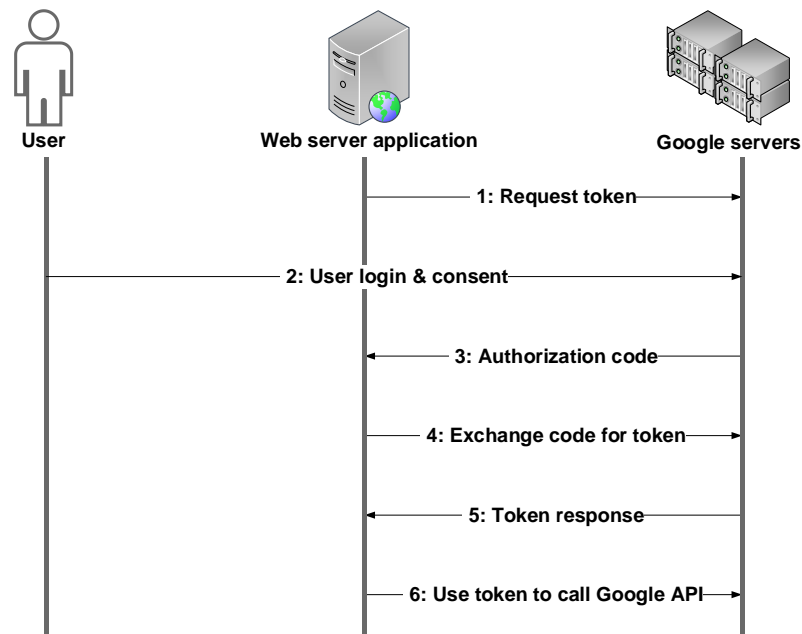 User
Web server application
Google servers
1: Request token
2: User login & consent
3: Authorization code
4: Exchange code for token
5: Token response
6: Use token to call Google API